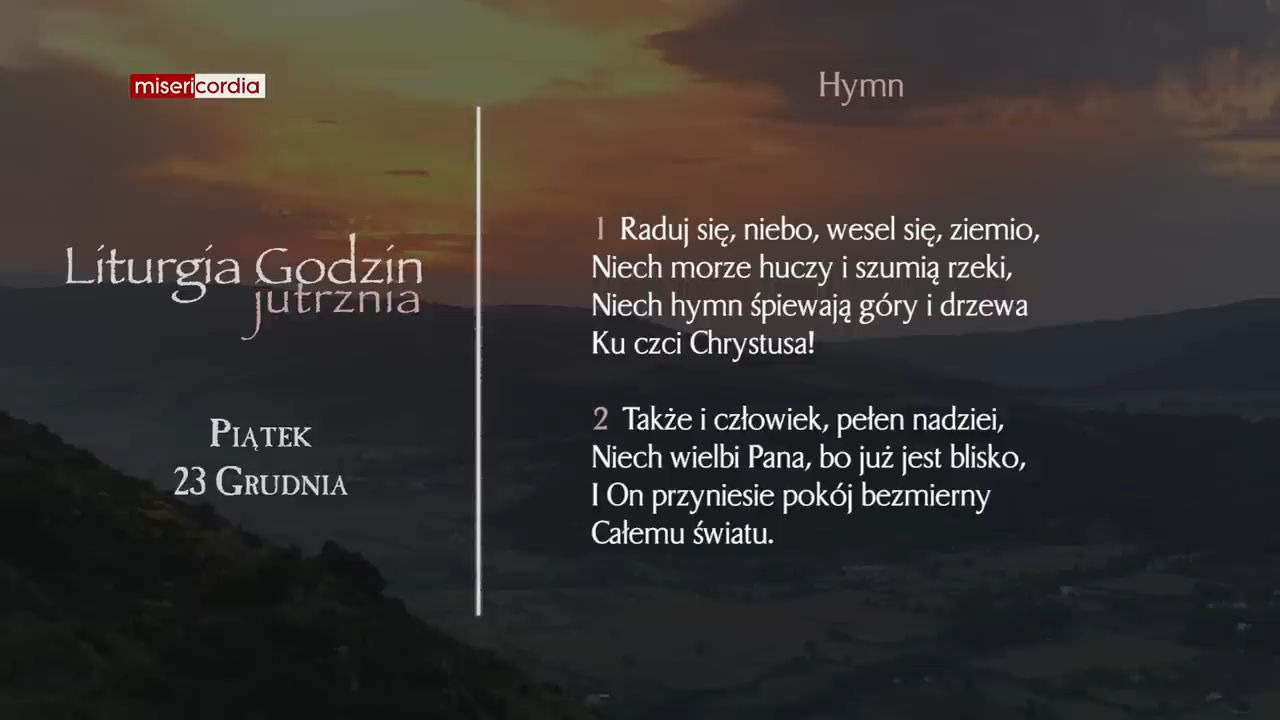 misericordia
Liturgia Godzin
jutrznia
Piątek
23 Grudnia
Hymn
1 Raduj się, niebo, wesel się, ziemio,
Niech morze huczy i szumią rzeki,
Niech hymn śpiewają góry i drzewa
Ku czci Chrystusa!
2 Także i człowiek, pełen nadziei,
Niech wielbi Pana, bo już jest blisko,
I On przyniesie pokój bezmierny
Całemu światu.